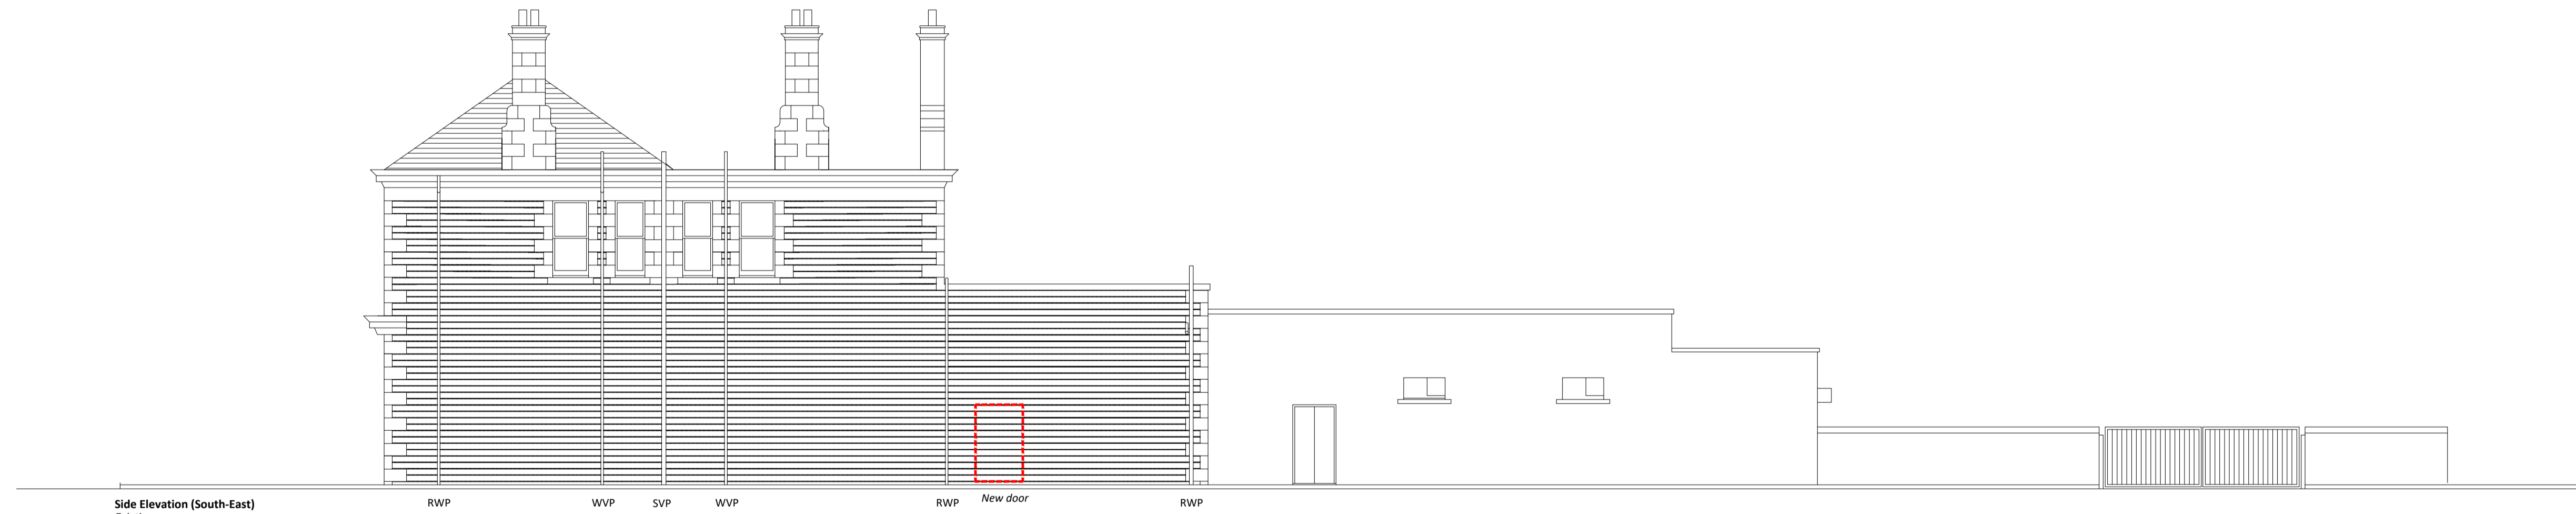 Side Elevation (South-East)
RWP
WVP
SVP
WVP
RWP
New door
RWP